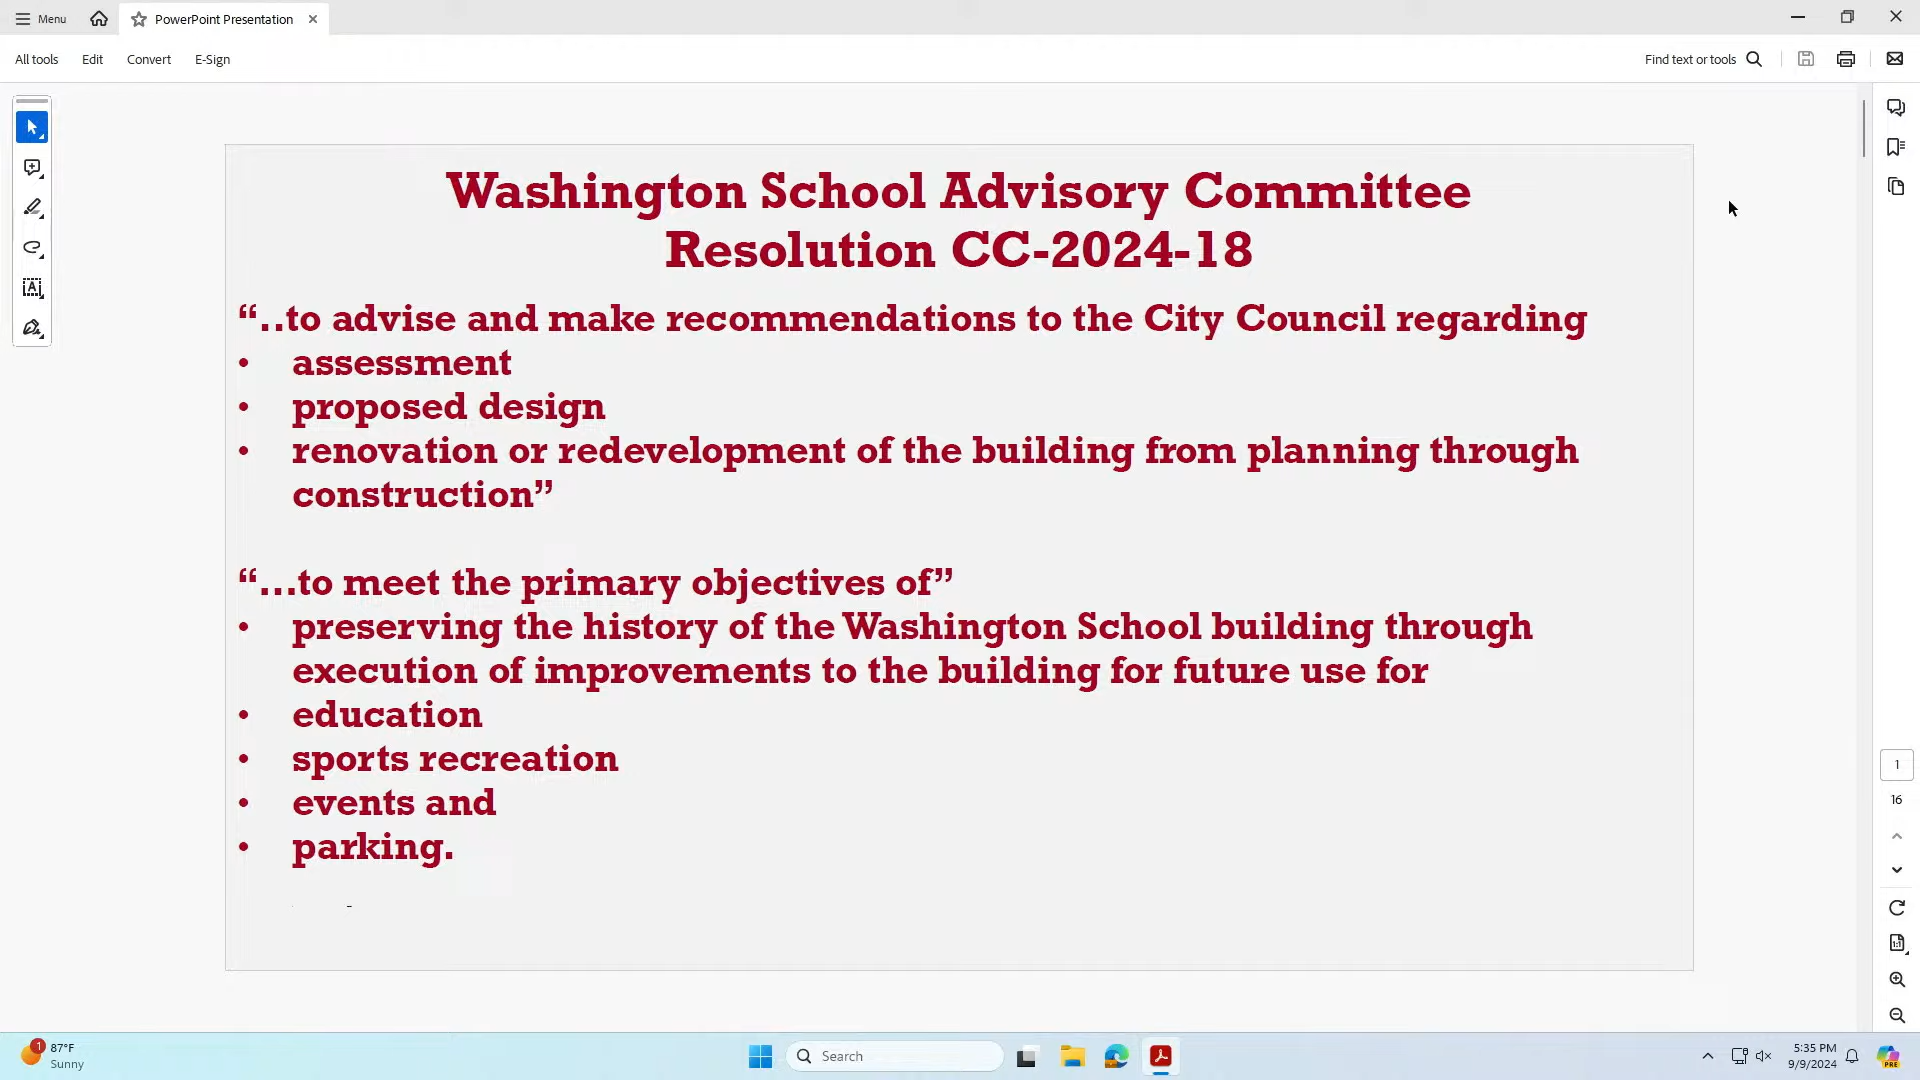 Menu
PowerPoint Presentation
All tools Edit Convert E-Sign
Find text or tools
Washington School Advisory Committee
Resolution CC-2024-18
“..to advise and make recommendations to the City Council regarding
• assessment
• proposed design
• renovation or redevelopment of the building from planning through
construction”
“...to meet the primary objectives of”
• preserving the history of the Washington School building through
execution of improvements to the building for future use for
• education
• sports recreation
• events and
• parking.
1
16
1
87°F
Sunny
Search
5:35 PM
9/9/2024
PRE